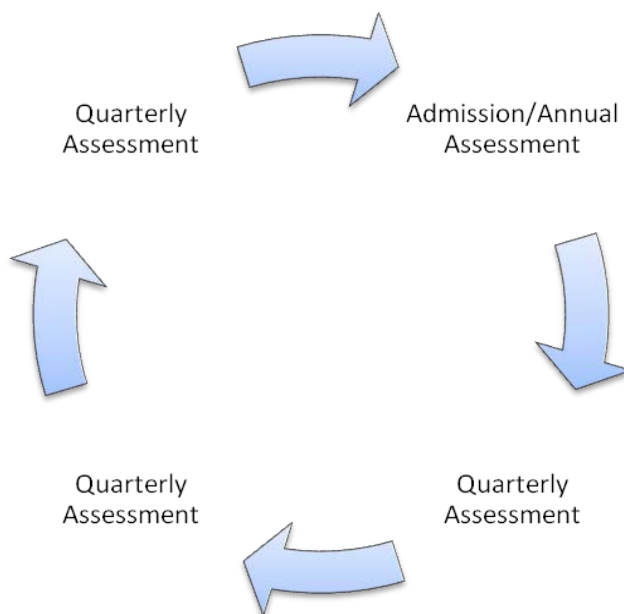 Quarterly
Assessment
Admission/Annual
Assessment
Quarterly
Assessment
Quarterly
Assessment